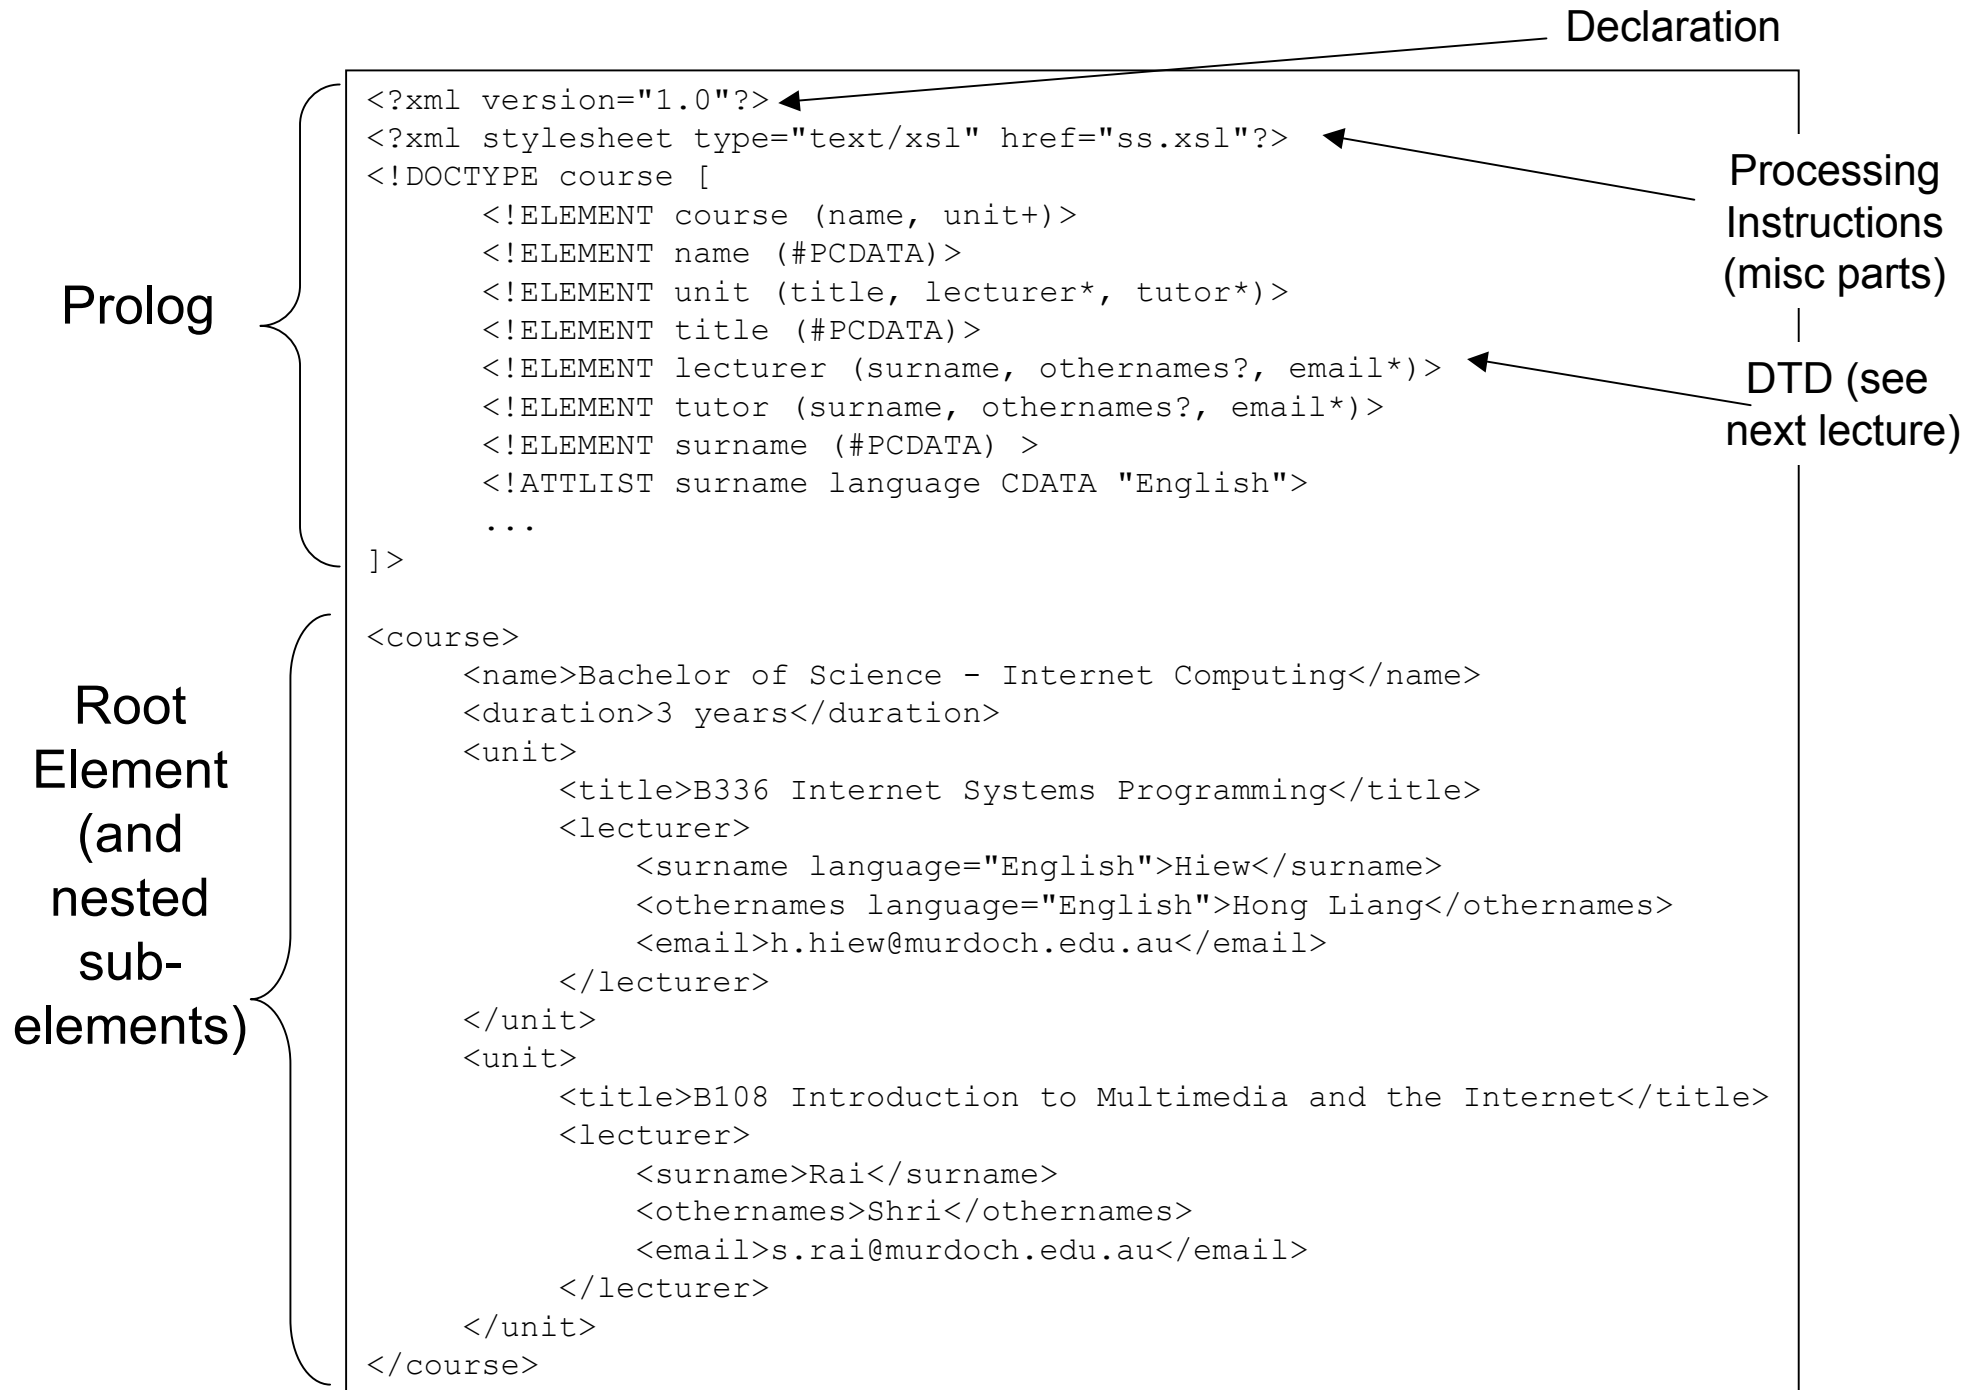 Declaration
<?xml version="1.0"?>
<?xml stylesheet type="text/xsl" href="ss.xsl"?>
<!DOCTYPE course [
<!ELEMENT course (name, unit+)>
<!ELEMENT name (#PCDATA)>
<!ELEMENT unit (title, lecturer*, tutor*)>
<!ELEMENT title (#PCDATA)>
<!ELEMENT lecturer (surname, othernames?, email*)>
<!ELEMENT tutor (surname, othernames?, email*)>
<!ELEMENT surname (#PCDATA) >
<!ATTLIST surname language CDATA "English">
...
]>
Processing
Instructions
(misc parts)
DTD (see
next lecture)
Prolog
<course>
<name>Bachelor of Science - Internet Computing</name>
<duration>3 years</duration>
<unit>
<title>B336 Internet Systems Programming</title>
<lecturer>
<surname language="English">Hiew</surname>
<othernames language="English">Hong Liang</othernames>
<email>h.hiew@murdoch.edu.au</email>
</lecturer>
</unit>
<unit>
<title>B108 Introduction to Multimedia and the Internet</title>
<lecturer>
<surname>Rai</surname>
<othernames>Shri</othernames>
<email>s.rai@murdoch.edu.au</email>
</lecturer>
</unit>
</course>
Root
Element
(and
nested
sub-
elements)